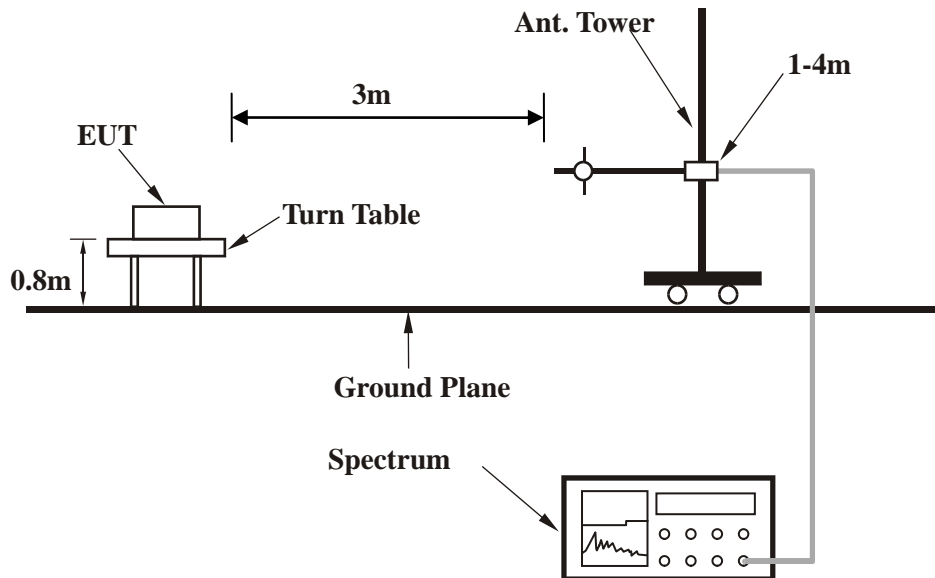 Ant. Tower
1-4m
3m
EUT
Turn Table
0.8m
Ground Plane
Spectrum